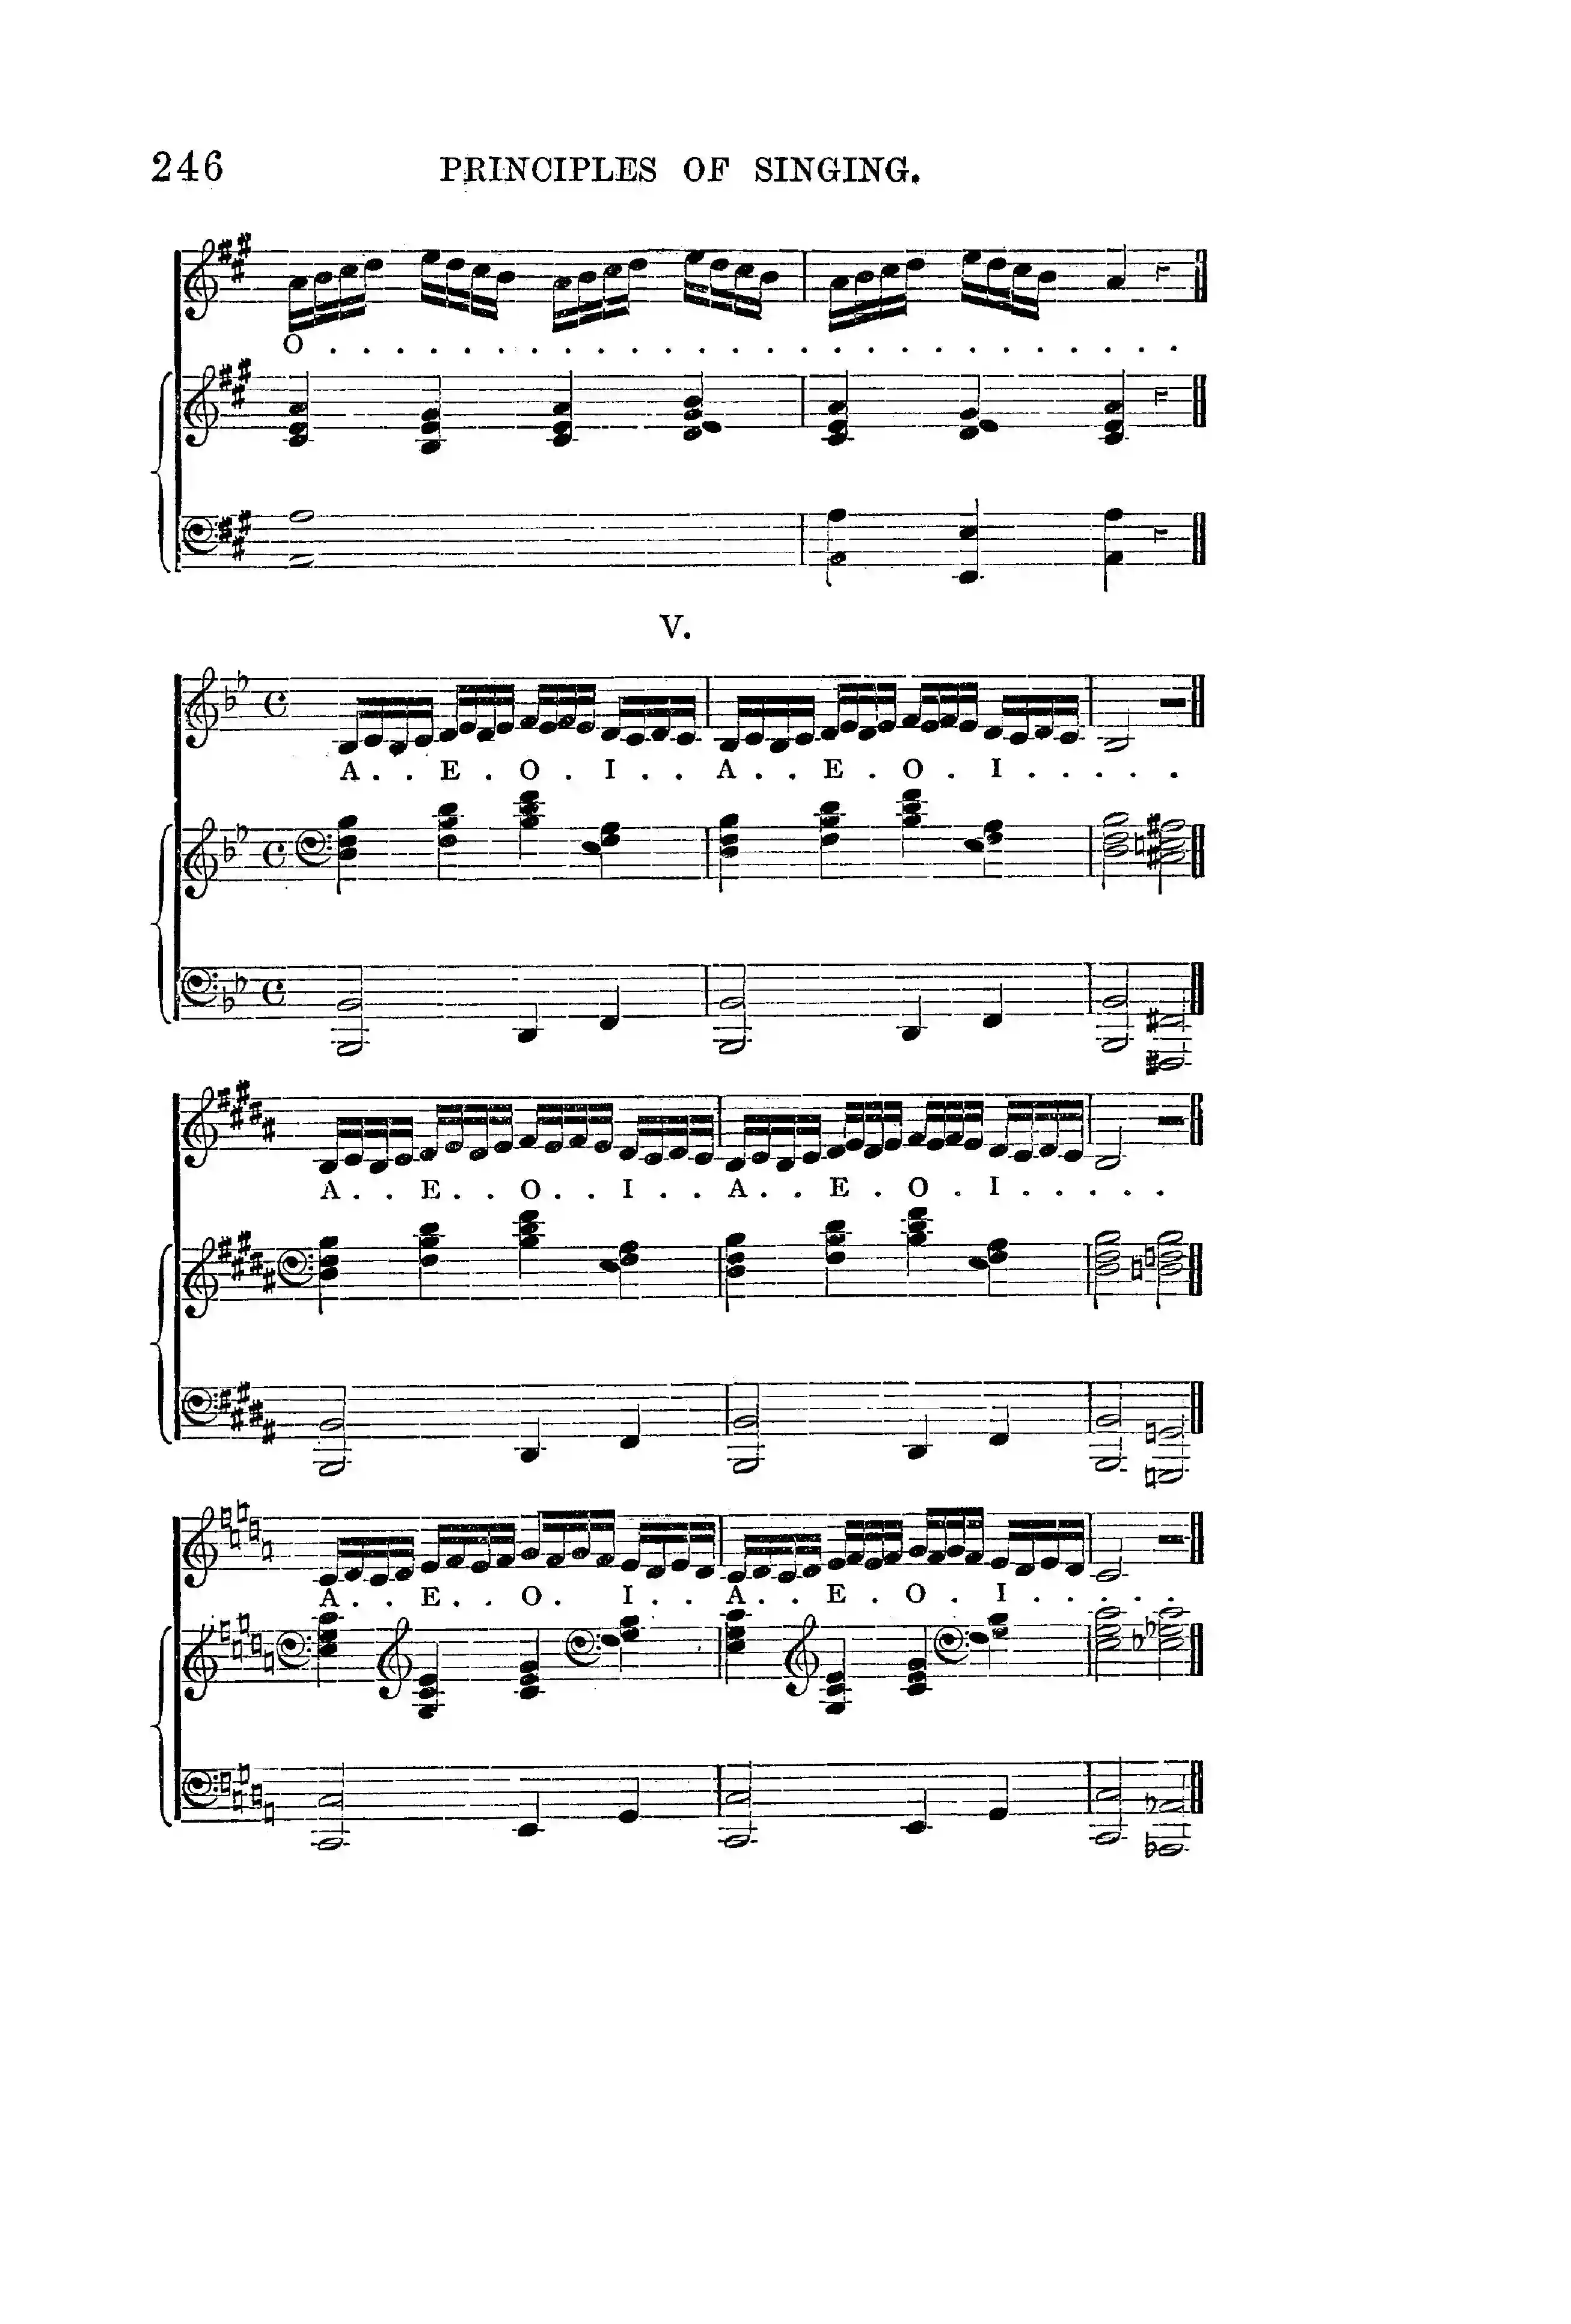 246 PRINCIPLES OF SINGING.
O . . . . . . . . . . . . . . . . . . . . . . . . . .
V.
A . . E . O . I . . A . . E . O . I . . . . .
A . . E . . O . . I . . A . . E . O . I . . . . .
A . . E . . O . I . . A . . E . O . I . . . . .